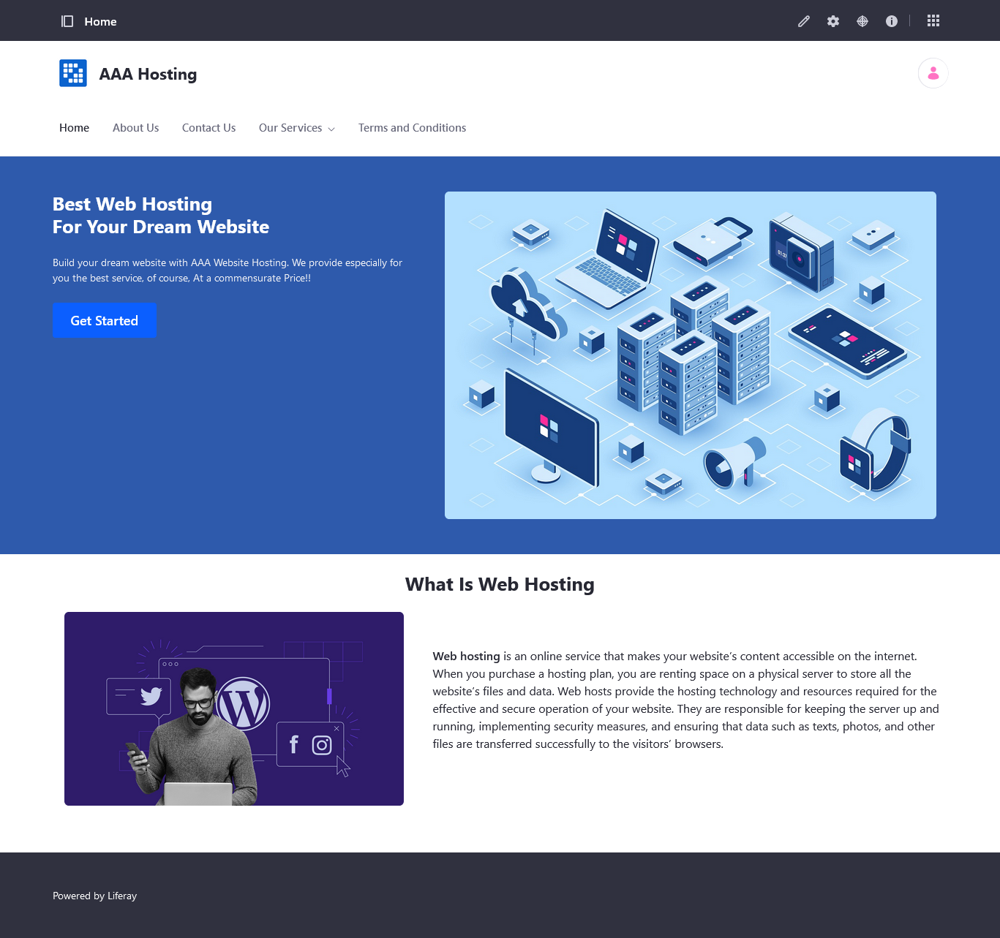 Home
AAA Hosting
Home About Us Contact Us Our Services Terms and Conditions
Best Web Hosting
For Your Dream Website
Build your dream website with AAA Website Hosting. We provide especially for
you the best service, of course, At a commensurate Price!!
Get Started
01:37
What Is Web Hosting
Web hosting is an online service that makes your website’s content accessible on the internet.
When you purchase a hosting plan, you are renting space on a physical server to store all the
website’s files and data. Web hosts provide the hosting technology and resources required for the
effective and secure operation of your website. They are responsible for keeping the server up and
running, implementing security measures, and ensuring that data such as texts, photos, and other
files are transferred successfully to the visitors’ browsers.
Powered by Liferay